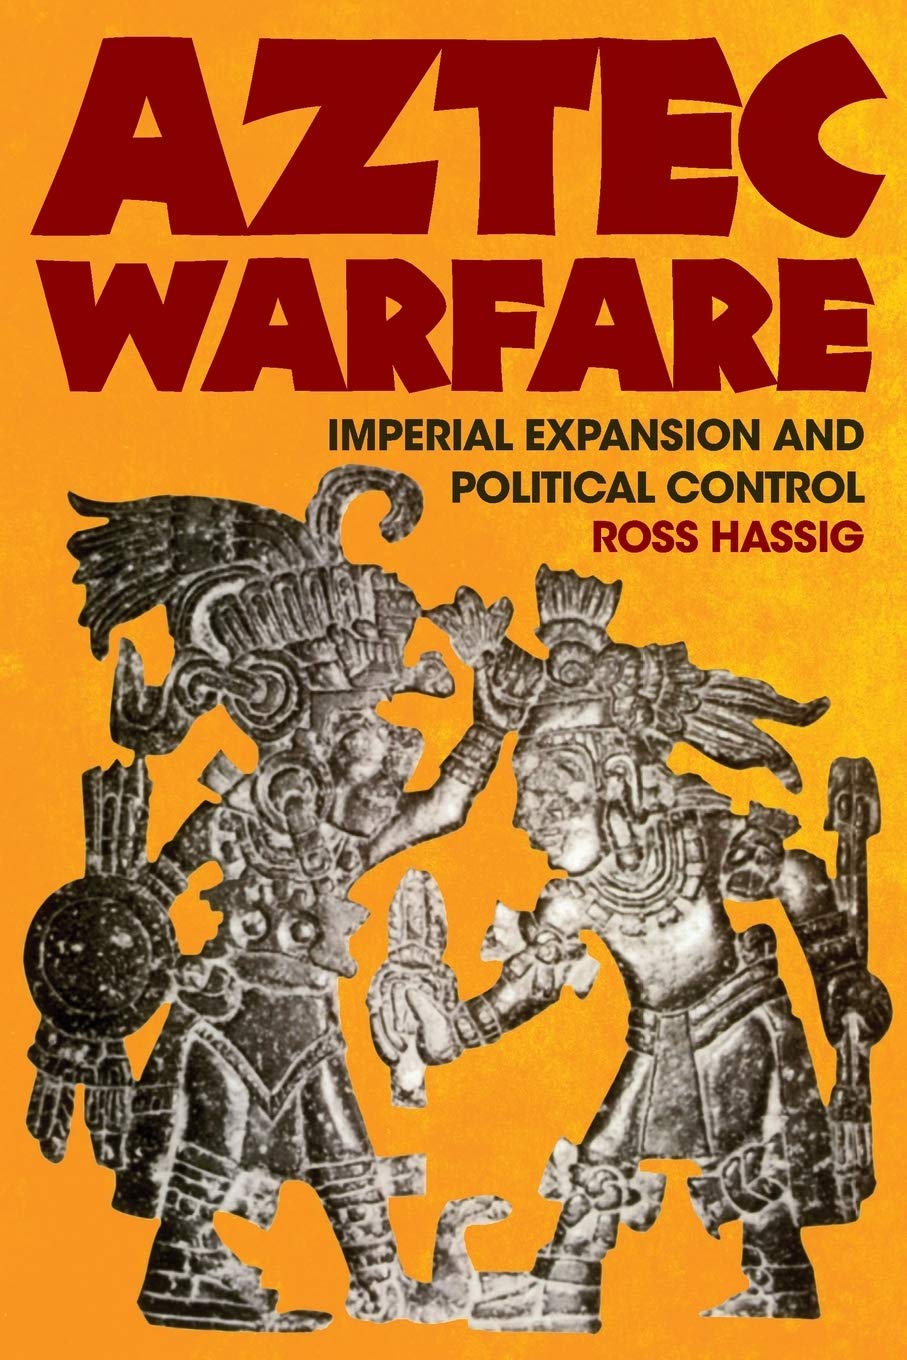 AZTEC
WARFARE
IMPERIAL EXPANSION AND
POLITICAL CONTROL
ROSS HASSIG